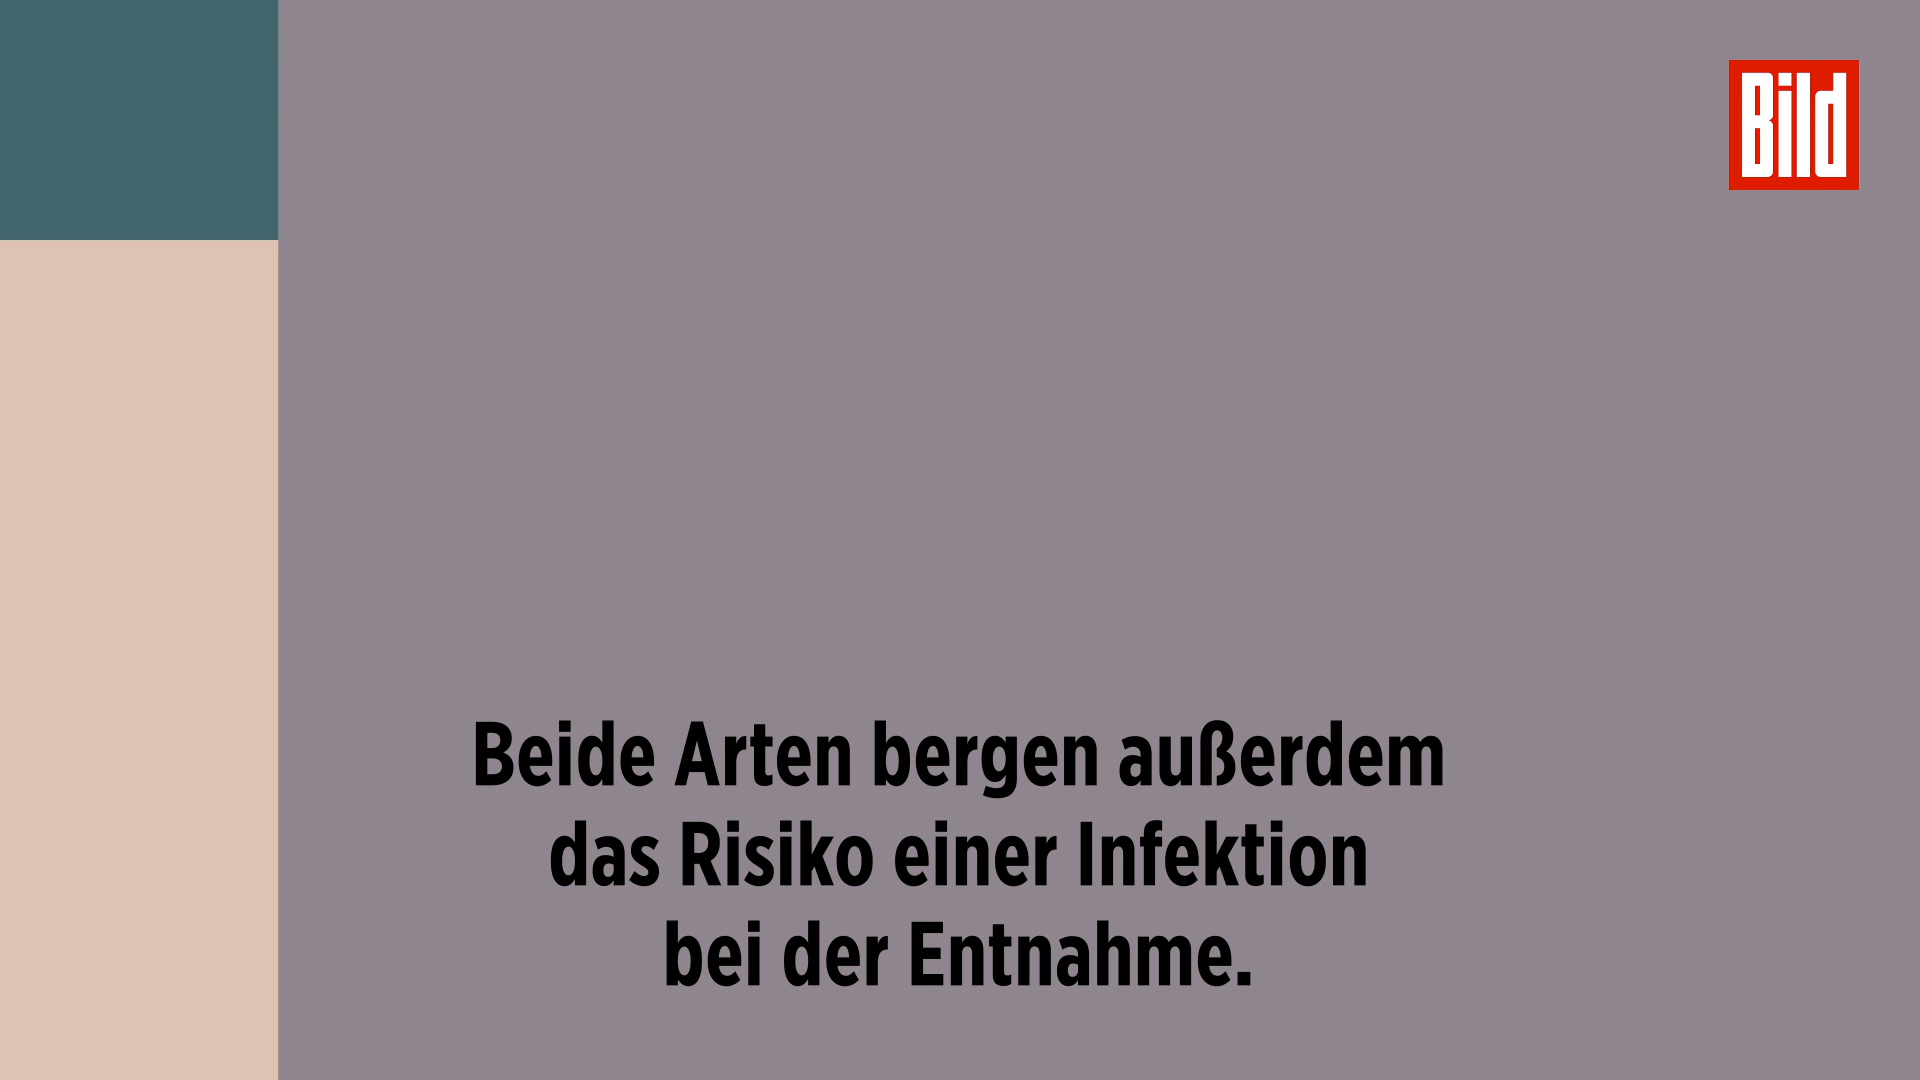 Bild
Beide Arten bergen außerdem
das Risiko einer Infektion
bei der Entnahme.